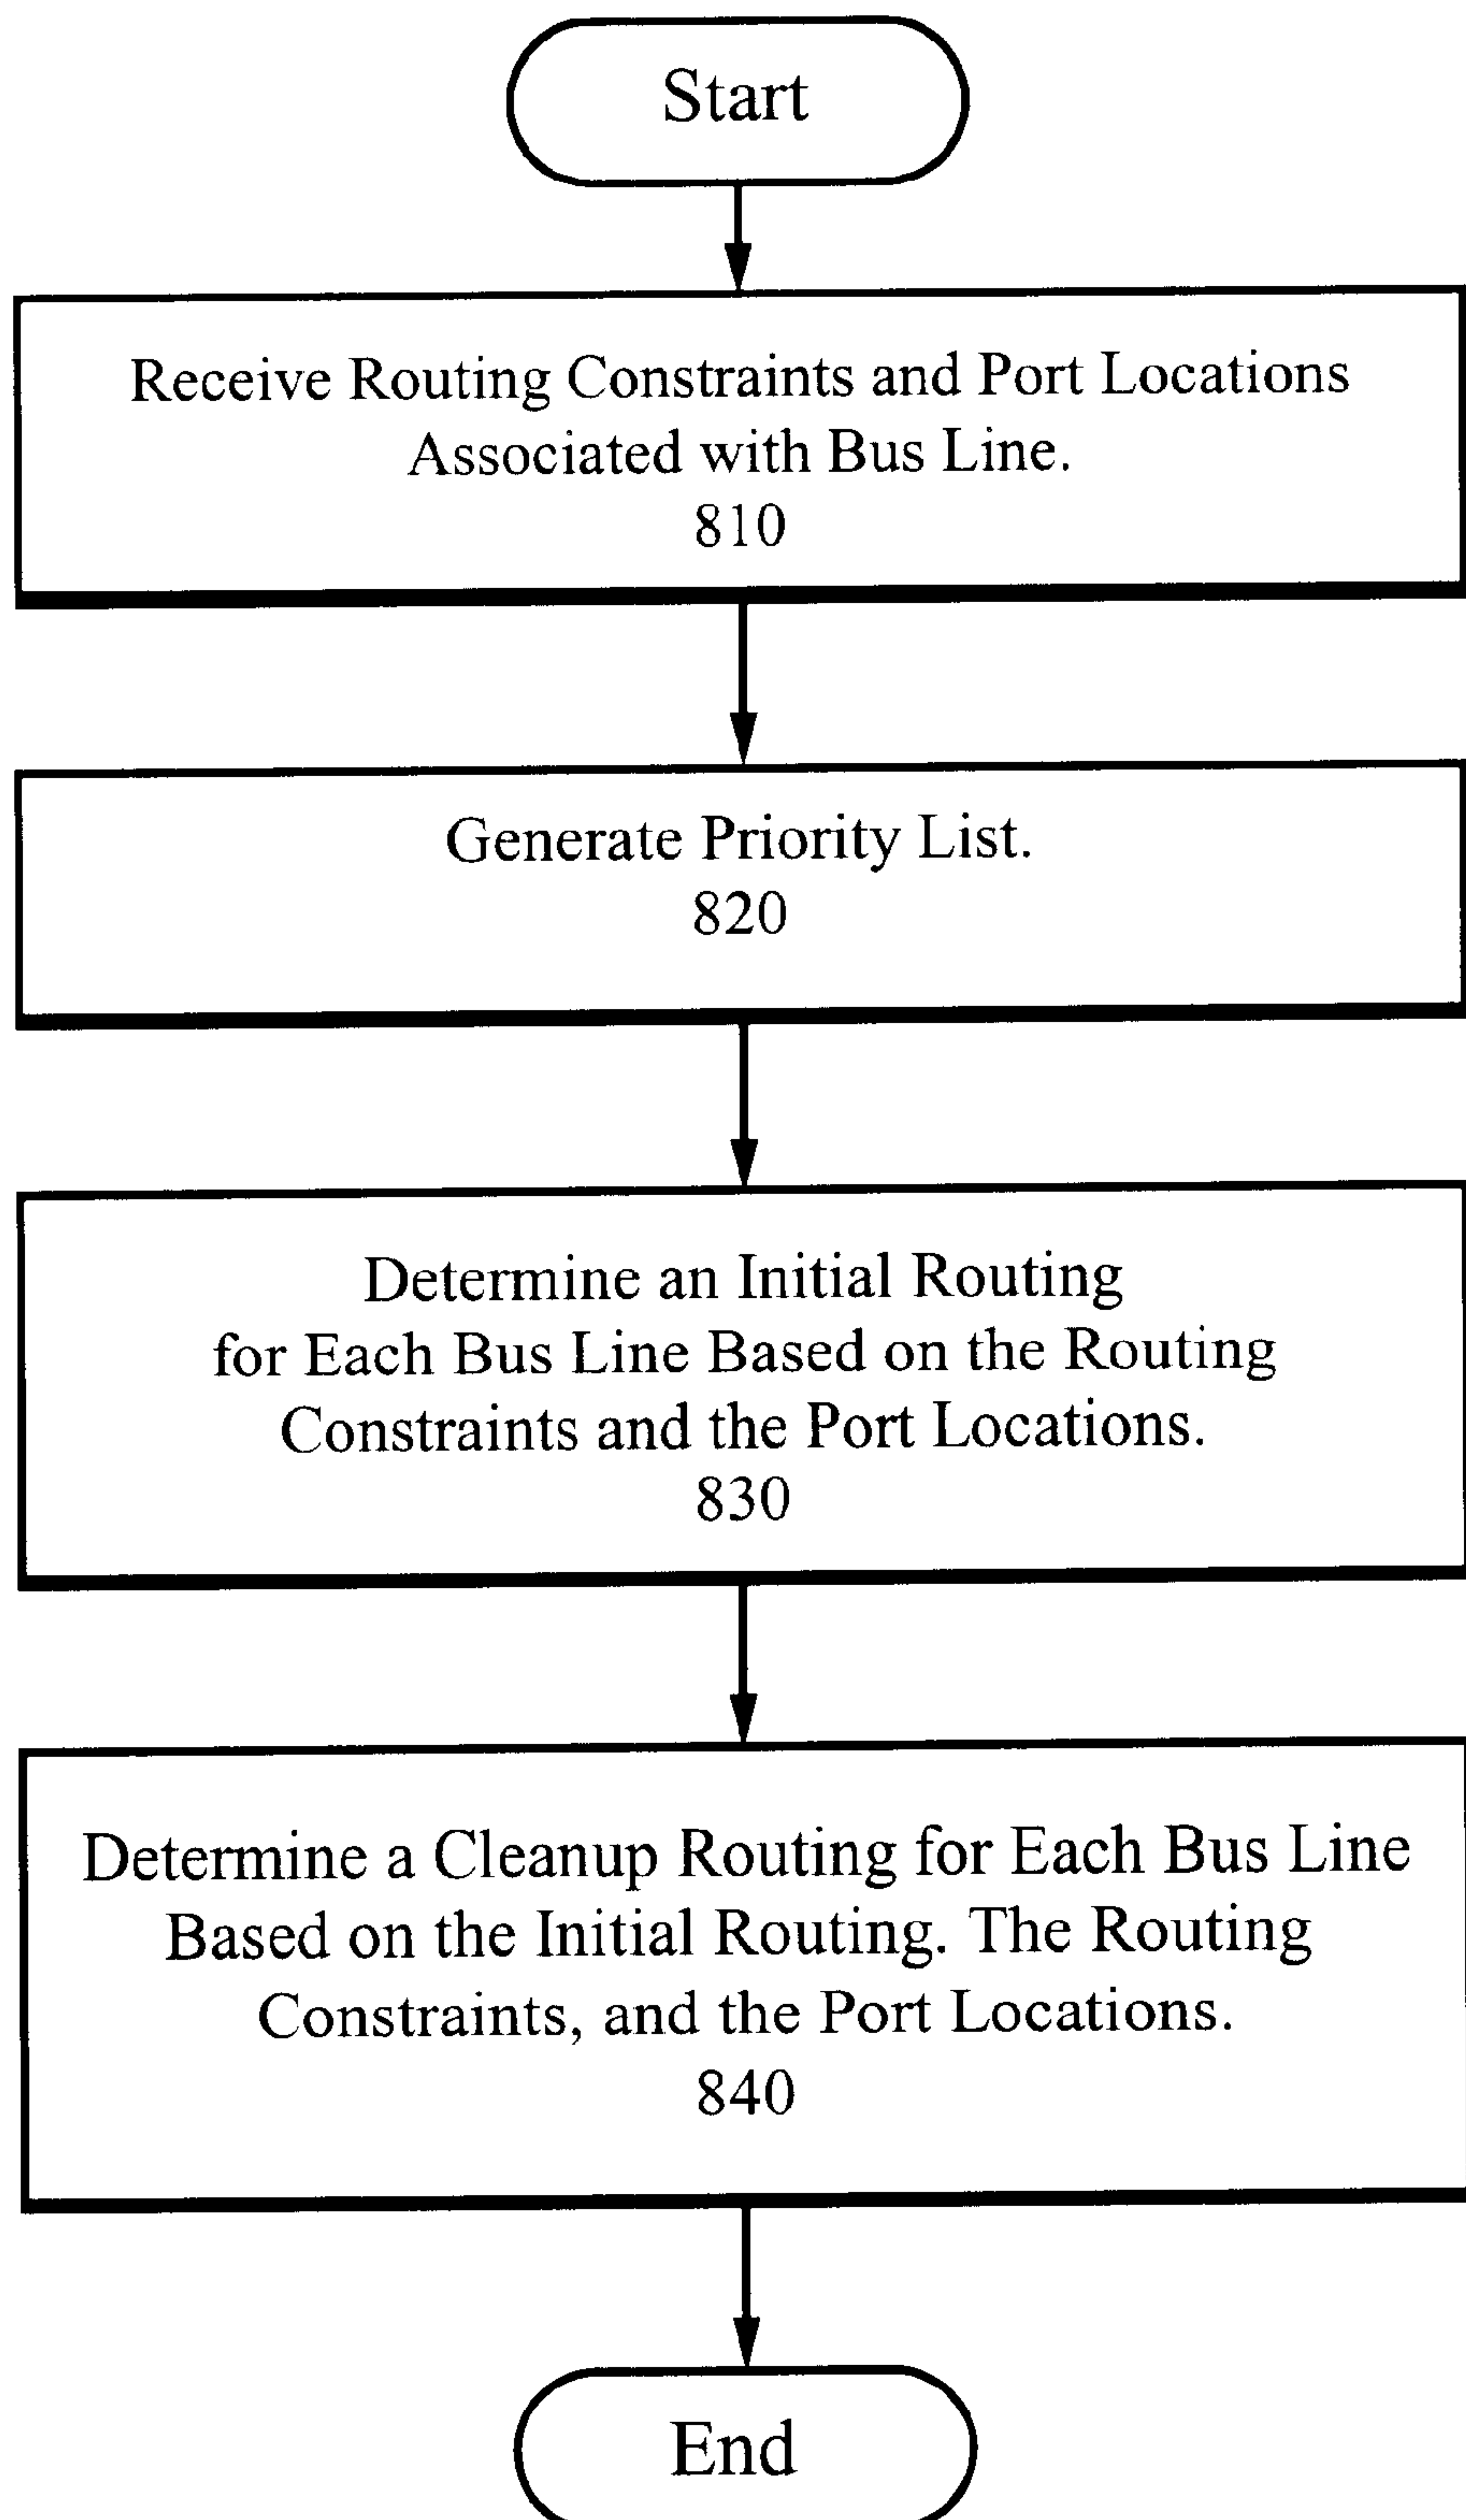 Start
Receive Routing Constraints and Port Locations
Associated with Bus Line.
810
Generate Priority List.
820
Determine an Initial Routing
for Each Bus Line Based on the Routing
Constraints and the Port Locations.
830
Determine a Cleanup Routing for Each Bus Line
Based on the Initial Routing. The Routing
Constraints, and the Port Locations.
840
End